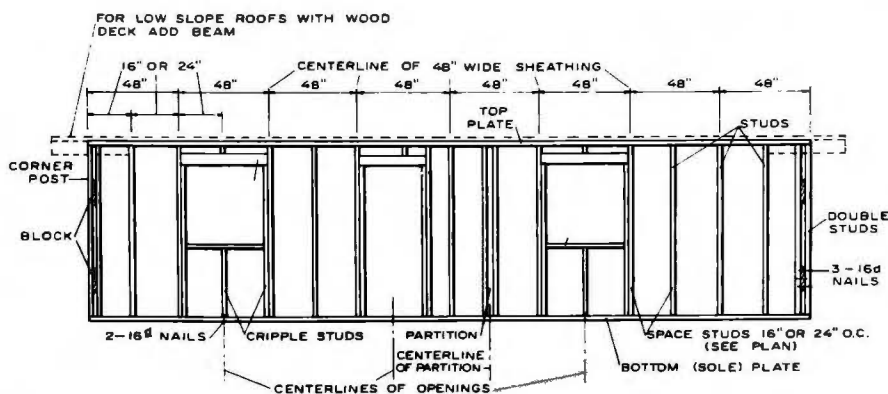 FOR LOW SLOPE ROOFS WITH WOOD
DECK ADD BEAM
16" OR 24"
CENTERLINE OF 48" WIDE SHEATHING
48" 48" 48" 48" 48" 48" 48" 48"
TOP
PLATE
STUDS
CORNER
POST
BLOCK
DOUBLE
STUDS
3-16d
NAILS
2-16d NAILS
CRIPPLE STUDS
PARTITION
SPACE STUDS 16" OR 24" O.C.
(SEE PLAN)
CENTERLINE
OF PARTITION
BOTTOM (SOLE) PLATE
CENTERLINES OF OPENINGS